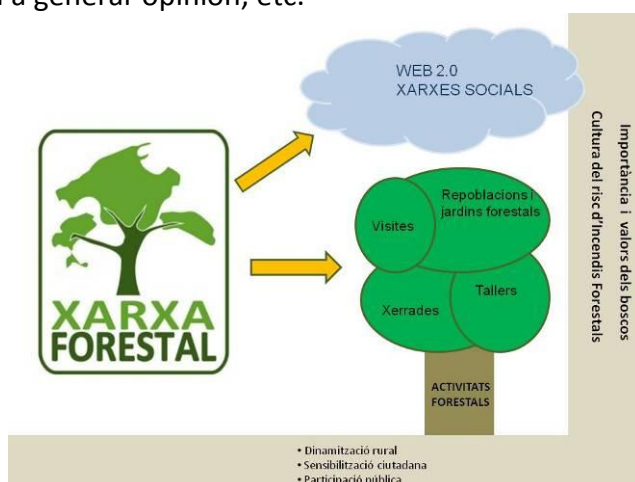 a general opinion, etc.
WEB 2.0
XARXES SOCIALS
XARXA
FORESTAL
Visites
Repoblacions i
jardins forestals
Xerrades
Tallers
ACTIVITATS
FORESTALS
Importància i valors dels boscos
Cultura del risc d'Incendis Forestals
• Dinamització rural
• Sensibilització ciutadana
• Participació pública